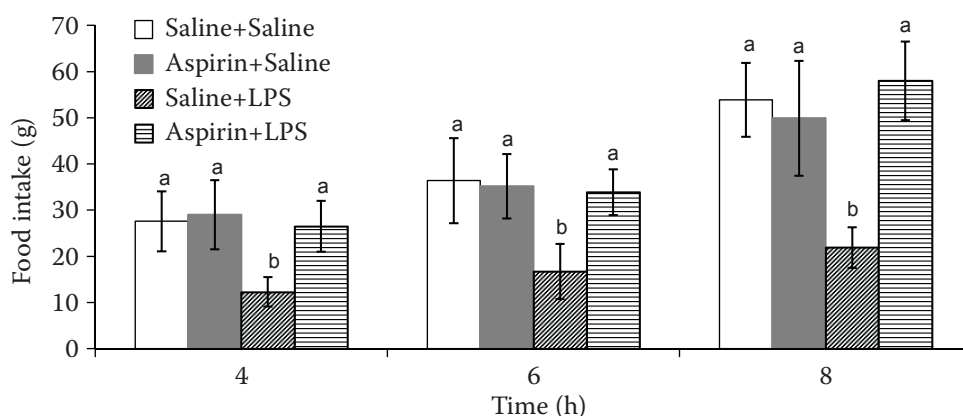 70
60
50
40
30
20
10
0
Food intake (g)
Saline+Saline
Aspirin+Saline
Saline+LPS
Aspirin+LPS
a a b a
a a b a
a a b a
4 6 8
Time (h)